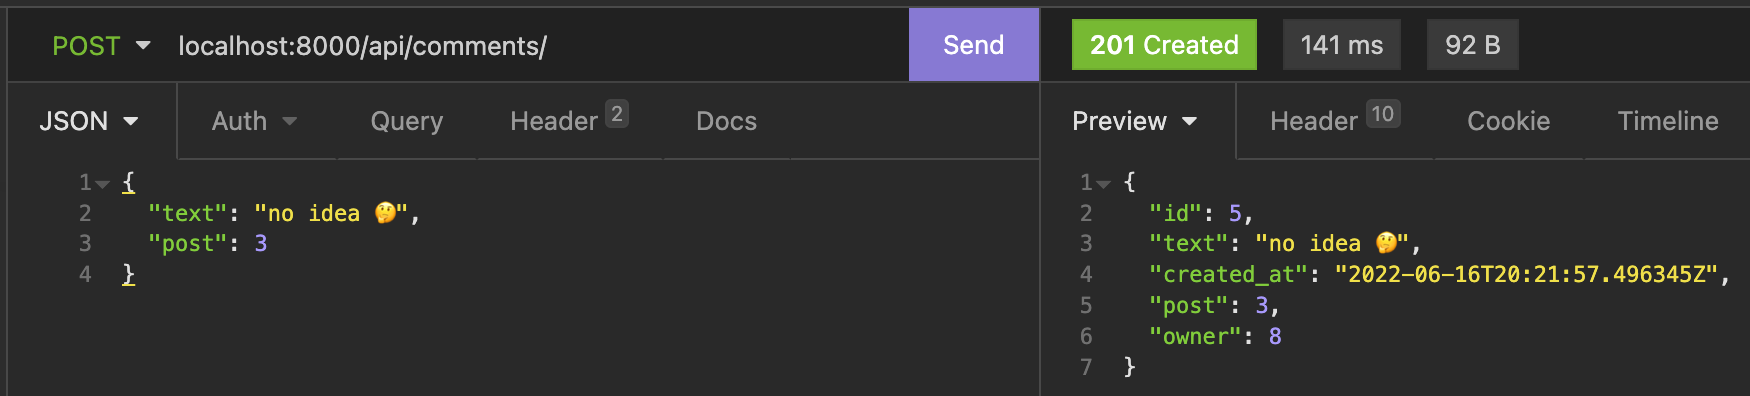 POST localhost:8000/api/comments/ Send
JSON Auth Query Header 2 Docs
1 {
2 "text": "no idea 🤔",
3 "post": 3
4 }
201 Created 141 ms 92 B
Preview Header 10 Cookie Timeline
1 {
2 "id": 5,
3 "text": "no idea 🤔",
4 "created_at": "2022-06-16T20:21:57.496345Z",
5 "post": 3,
6 "owner": 8
7 }